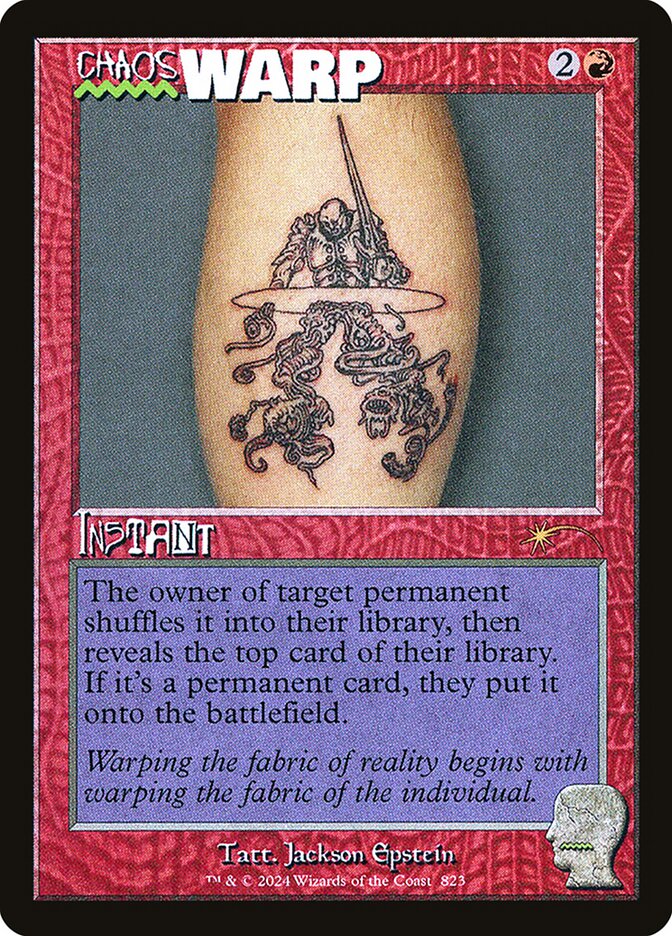 CHAOS WARP 2
INSTANT
The owner of target permanent
shuffles it into their library, then
reveals the top card of their library.
If it's a permanent card, they put it
onto the battlefield.
Warping the fabric of reality begins with
warping the fabric of the individual.
Tatt. Jackson Epstein
™ & © 2024 Wizards of the Coast 823